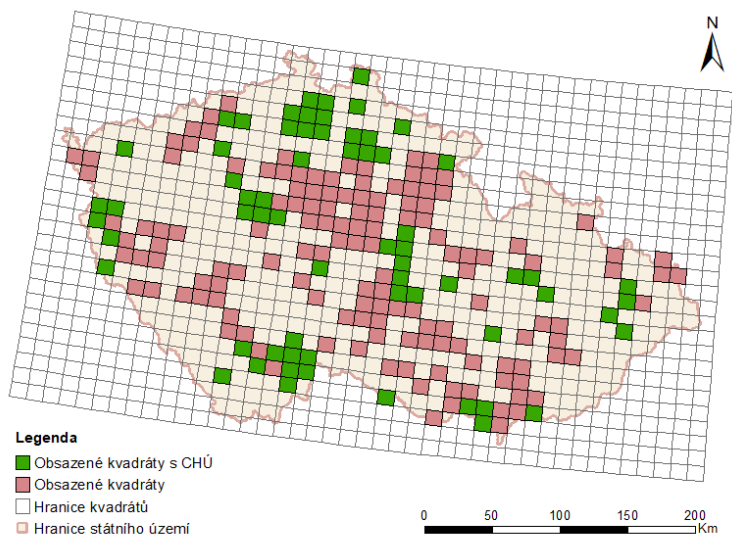 N
Legenda
Obsazené kvadráty s CHÚ
Obsazené kvadráty
Hranice kvadrátů
Hranice státního území
0 50 100 150 200
Km